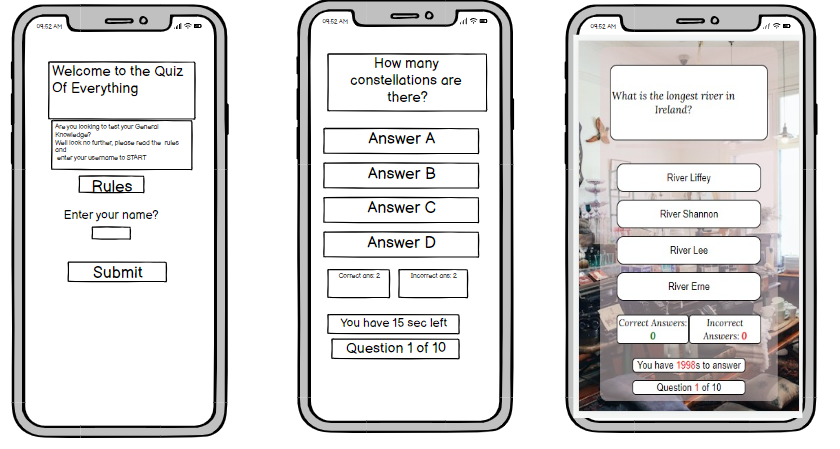 09:52 AM
Welcome to the Quiz
Of Everything
Are you looking to test your General
Knowledge?
Well look no further, please read the rules
and
enter your username to START
Rules
Enter your name?
Submit
09:52 AM
How many
constellations are
there?
Answer A
Answer B
Answer C
Answer D
Correct ans: 2
Incorrect ans: 2
You have 15 sec left
Question 1 of 10
09:52 AM
What is the longest river in
Ireland?
River Liffey
River Shannon
River Lee
River Erne
Correct Answers:
0
Incorrect
Answers: 0
You have 1998s to answer
Question 1 of 10